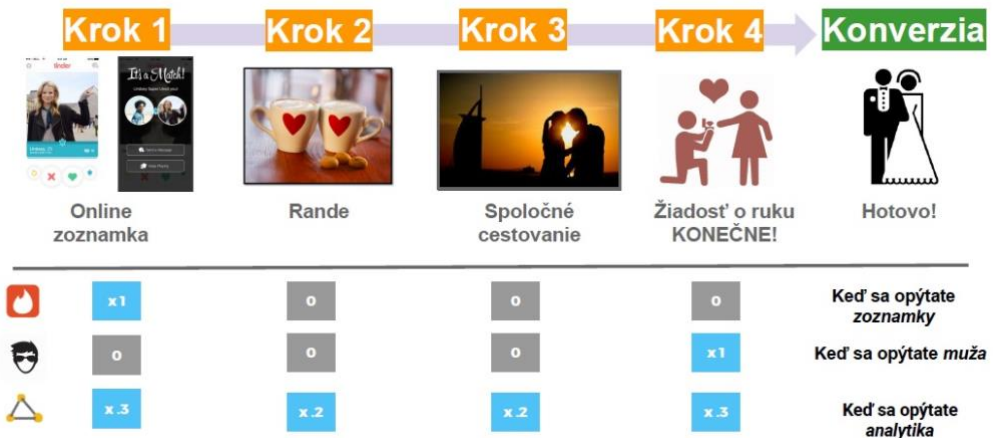 Krok 1
Krok 2
Krok 3
Krok 4
Konverzia
tinder
It's a Match!
Online
zoznamka
Rande
Spoločné
cestovanie
Žiadosť o ruku
KONEČNE!
Hotovo!
x1
0
0
0
Keď sa opýtate
zoznamky
0
0
0
x1
Keď sa opýtate muža
x .3
x .2
x .2
x .3
Keď sa opýtate
analytika